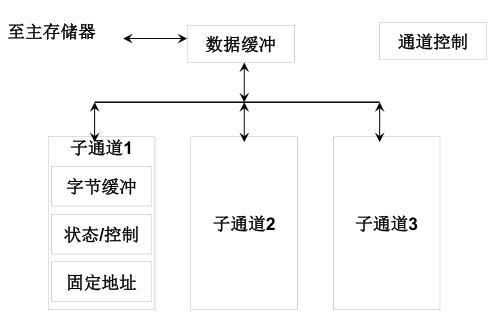 至主存储器
数据缓冲
通道控制
子通道1
字节缓冲
状态/控制
固定地址
子通道2
子通道3